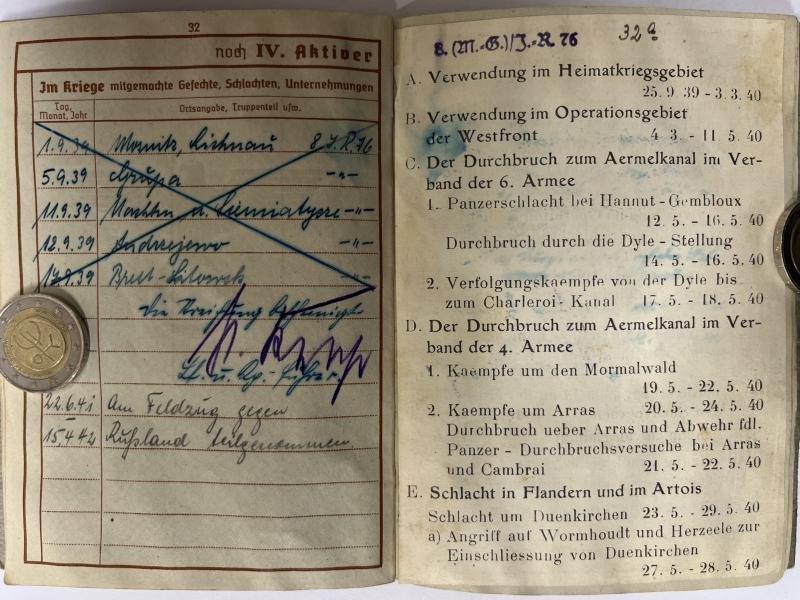 32
noch IV. Aktiver
Im Kriege mitgemachte Gefechte, Schlachten, Unternehmungen
Tag, Monat, Jahr
Ortsangabe, Truppenteil usw.
1.9.39 8. J.R. 76
5.9.39 Grupa -"-
11.9.39 -"-
12.9.39 Andrzejewo -"-
14.9.39 Brest-Litowsk -"-
Die Streichung
Lt. u. Kp.-Führer
22.6.41 Am Feldzug gegen
-
15.4.42 Rußland teilgenommen.
8. (M.-G.)/J.-R. 76 32a
A. Verwendung im Heimatkriegsgebiet
25. 9. 39 - 3. 3. 40
B. Verwendung im Operationsgebiet
der Westfront 4. 3. - 11. 5. 40
C. Der Durchbruch zum Aermelkanal im Ver-
band der 6. Armee
1. Panzerschlacht bei Hannut - Gembloux
12. 5. - 16. 5. 40
Durchbruch durch die Dyle - Stellung
14. 5. - 16. 5. 40
2. Verfolgungskaempfe von der Dyle bis
zum Charleroi - Kanal 17. 5. - 18. 5. 40
D. Der Durchbruch zum Aermelkanal im Ver-
band der 4. Armee
1. Kaempfe um den Mormalwald
19. 5. - 22. 5. 40
2. Kaempfe um Arras 20. 5. - 24. 5. 40
Durchbruch ueber Arras und Abwehr fdl.
Panzer - Durchbruchsversuche bei Arras
und Cambrai 21. 5. - 22. 5. 40
E. Schlacht in Flandern und im Artois
Schlacht um Duenkirchen 23. 5. - 29. 5. 40
a) Angriff auf Wormhoudt und Herzeele zur
Einschliessung von Duenkirchen
27. 5. - 28. 5. 40